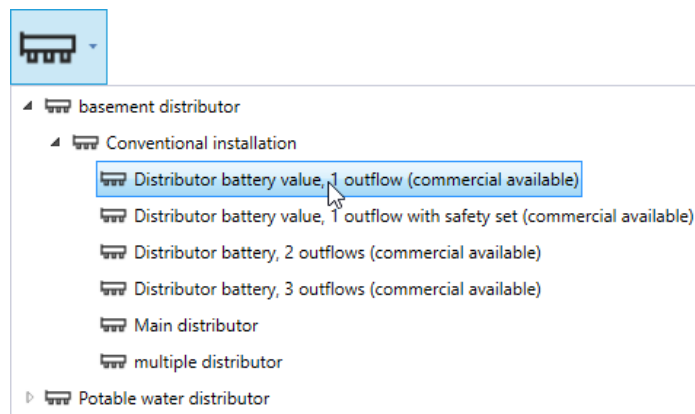 basement distributor
Conventional installation
Distributor battery value, 1 outflow (commercial available)
Distributor battery value, 1 outflow with safety set (commercial available)
Distributor battery, 2 outflows (commercial available)
Distributor battery, 3 outflows (commercial available)
Main distributor
multiple distributor
Potable water distributor